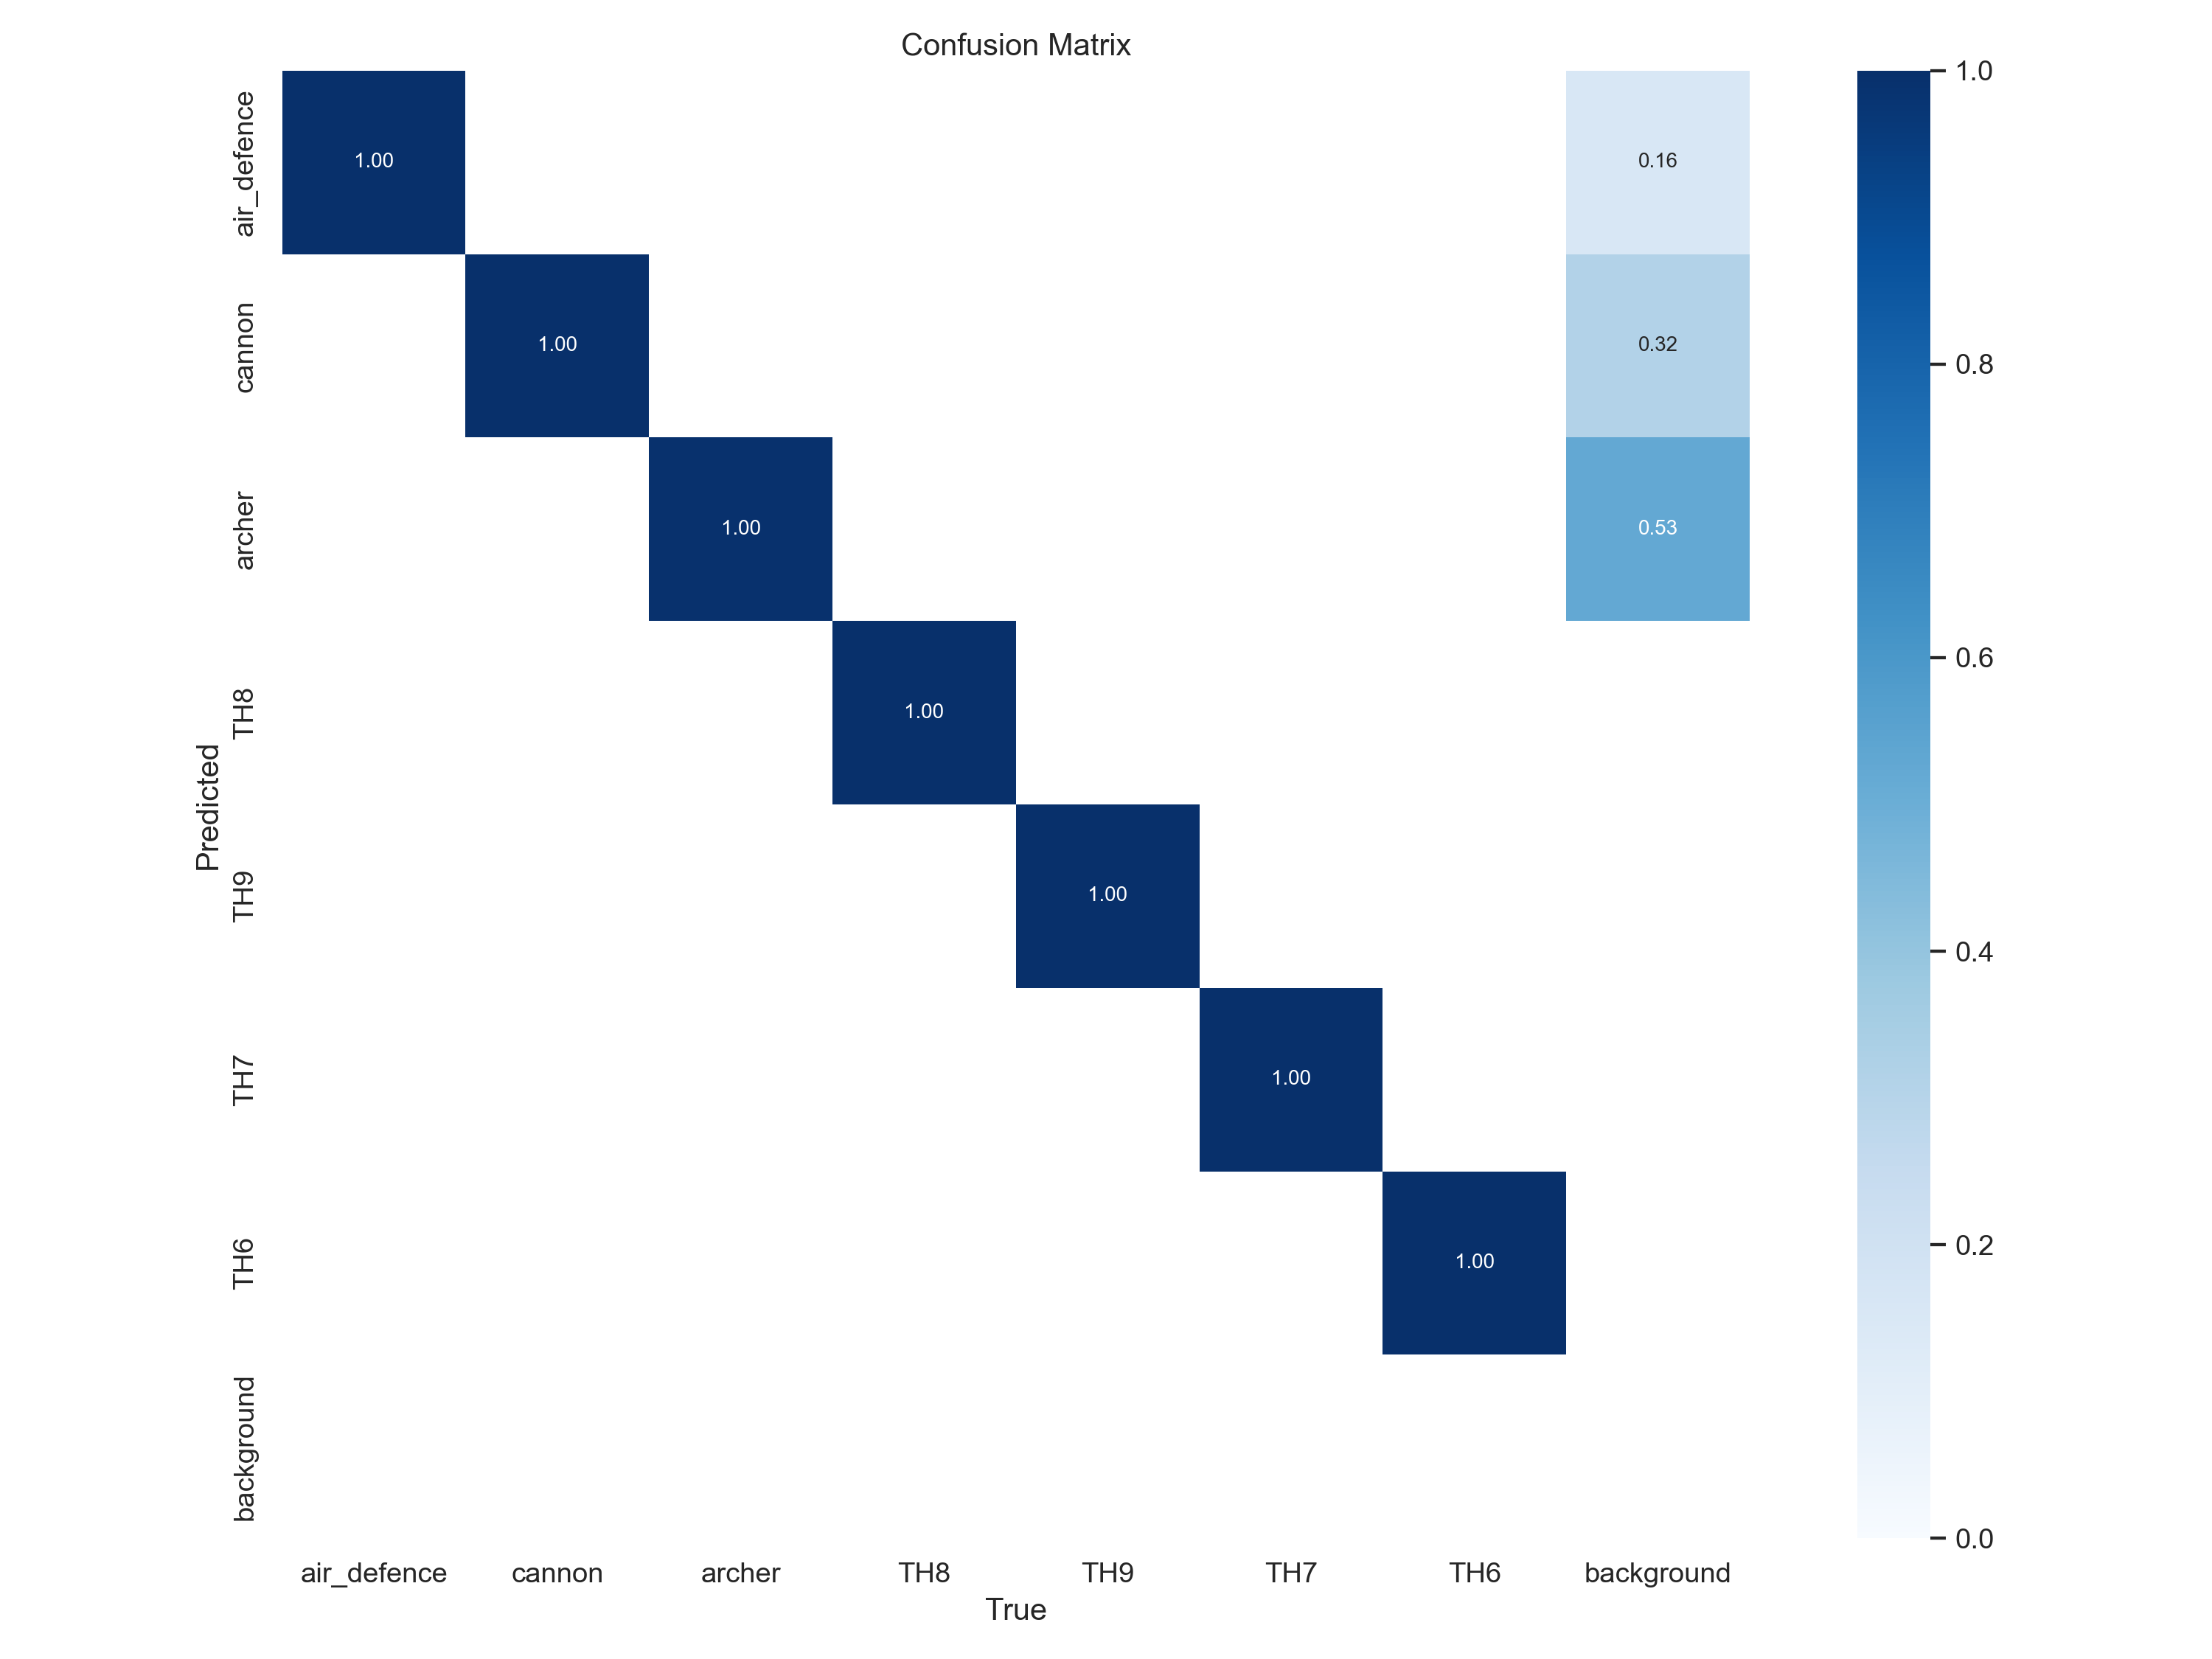 Confusion Matrix
air_defence
1.00
0.16
cannon
1.00
0.32
archer
1.00
0.53
TH8
1.00
TH9
1.00
TH7
1.00
TH6
1.00
background
Predicted
air_defence cannon archer TH8 TH9 TH7 TH6 background
True
1.0
0.8
0.6
0.4
0.2
0.0